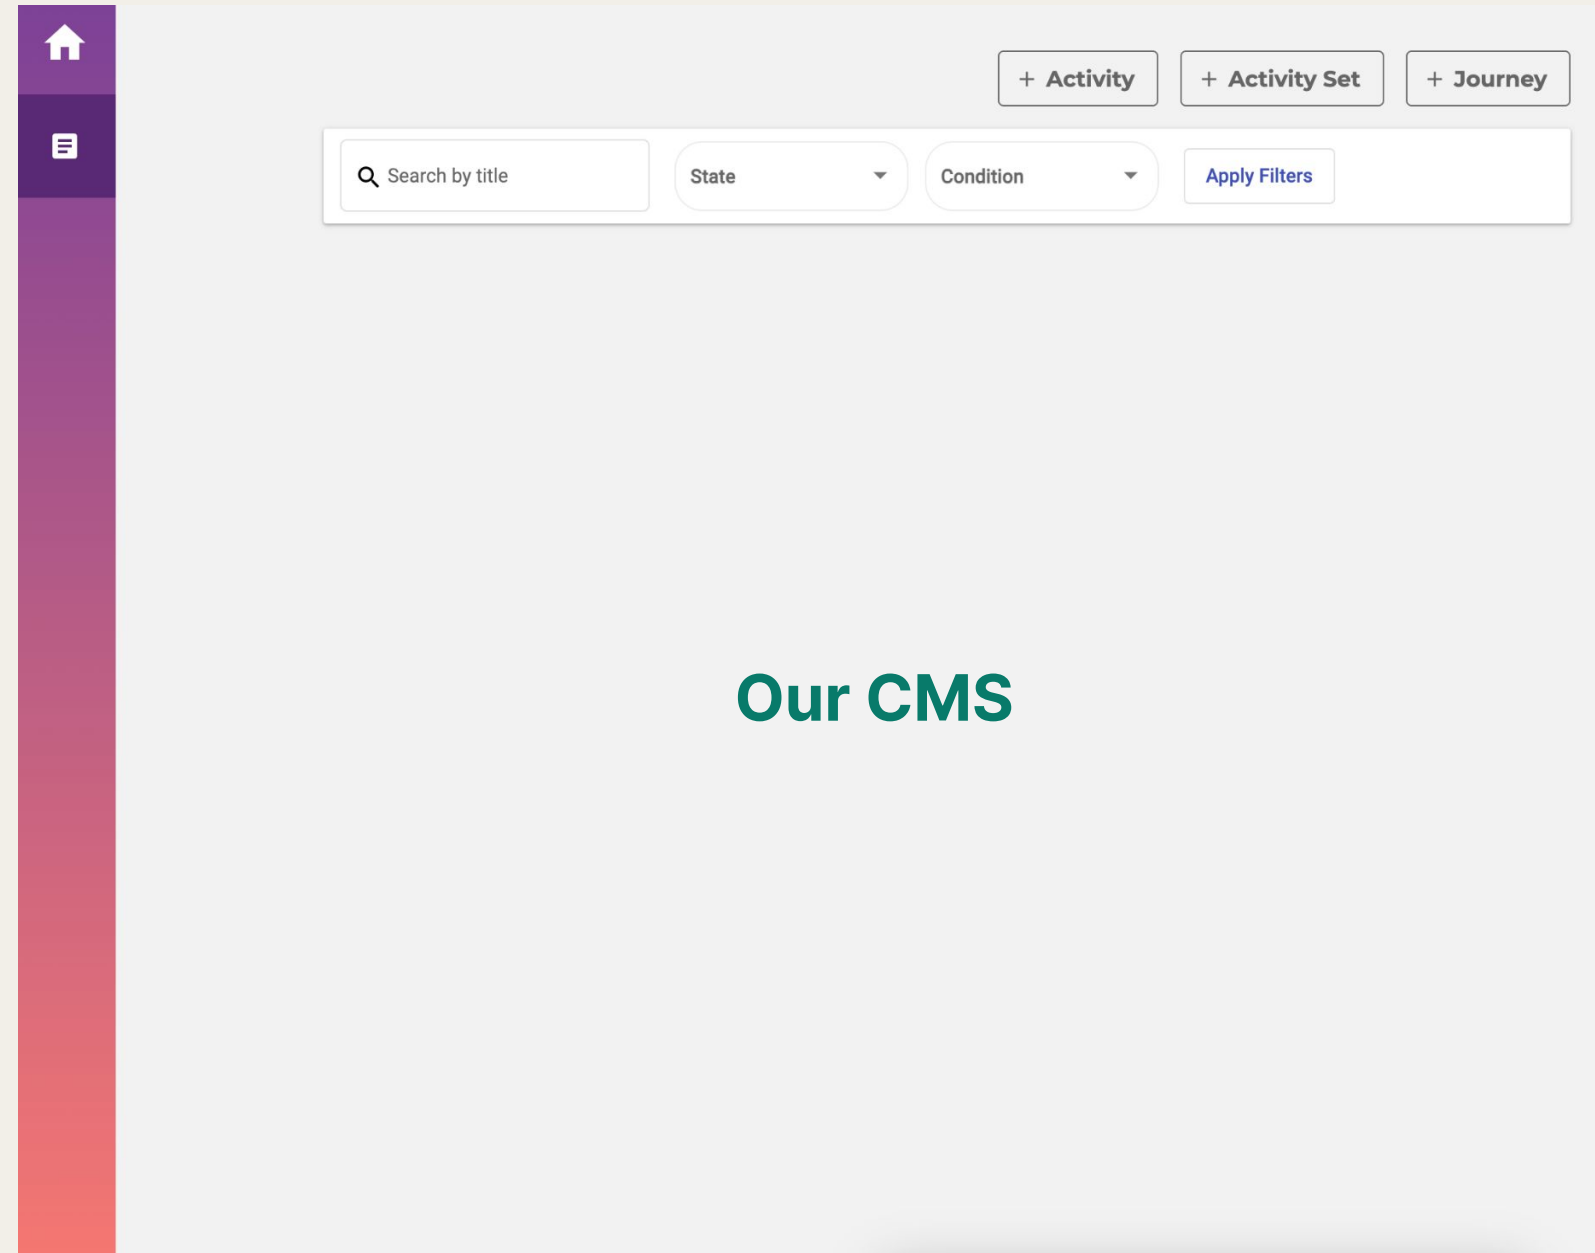 + Activity + Activity Set + Journey
Search by title State Condition Apply Filters
Our CMS